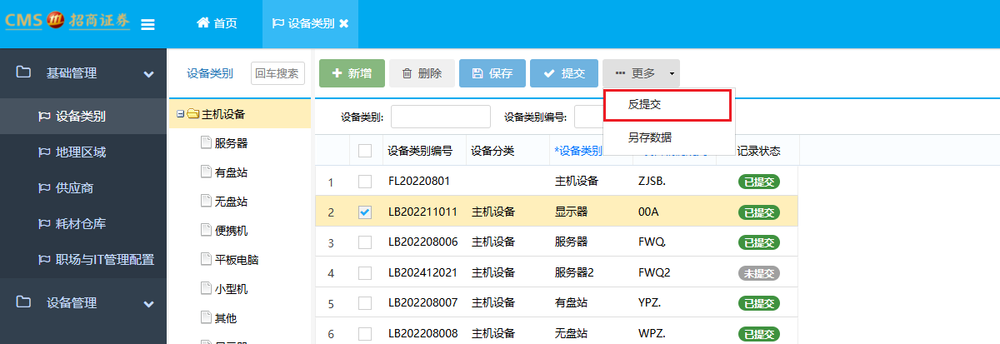 CMS 招商证券
首页
设备类别
基础管理
设备类别
地理区域
供应商
耗材仓库
职场与IT管理配置
设备管理
设备类别 回车搜索
主机设备
服务器
有盘站
无盘站
便携机
平板电脑
小型机
其他
新增 删除 保存 提交 更多
反提交
另存数据
设备类别: 设备类别编号:
设备类别编号 设备分类 *设备类别 记录状态
1 FL20220801 主机设备 ZJSB. 已提交
2 LB202211011 主机设备 显示器 00A 已提交
3 LB202208006 主机设备 服务器 FWQ. 已提交
4 LB202412021 主机设备 服务器2 FWQ2 未提交
5 LB202208007 主机设备 有盘站 YPZ. 已提交
6 LB202208008 主机设备 无盘站 WPZ. 已提交